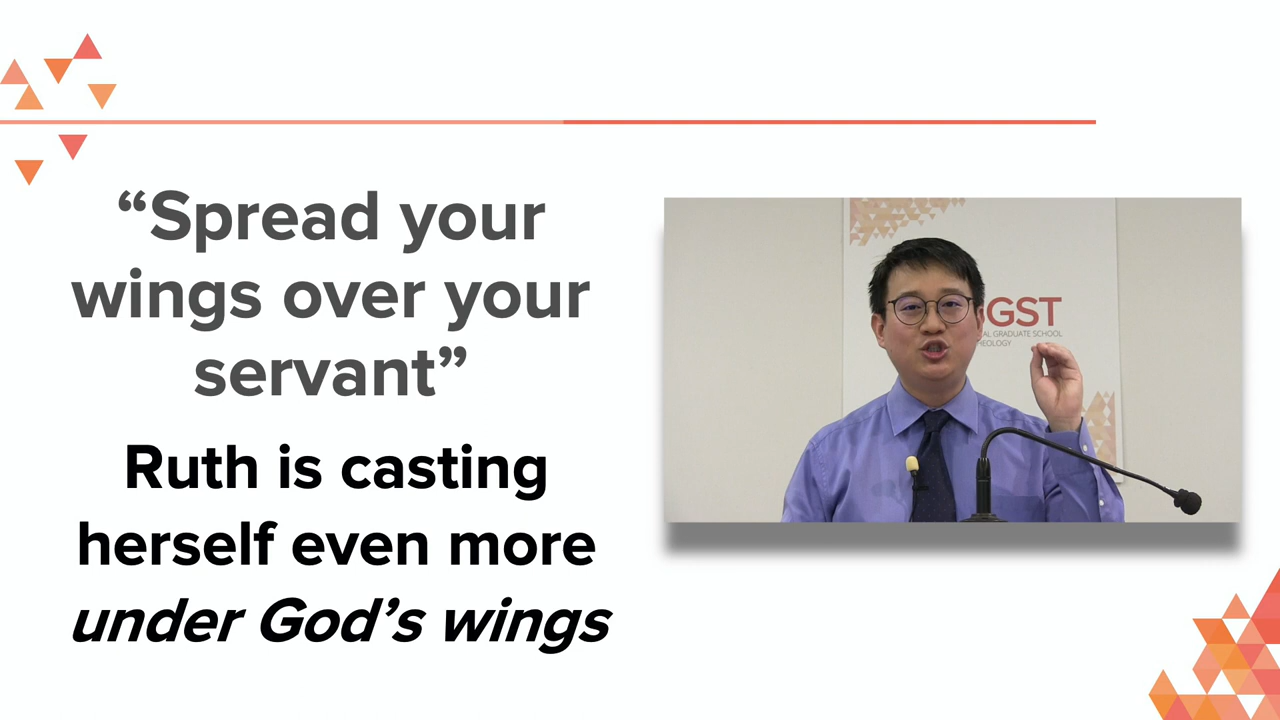 “Spread your
wings over your
servant”
Ruth is casting
herself even more
under God’s wings
GST
AL GRADUATE SCHOOL
HEOLOGY